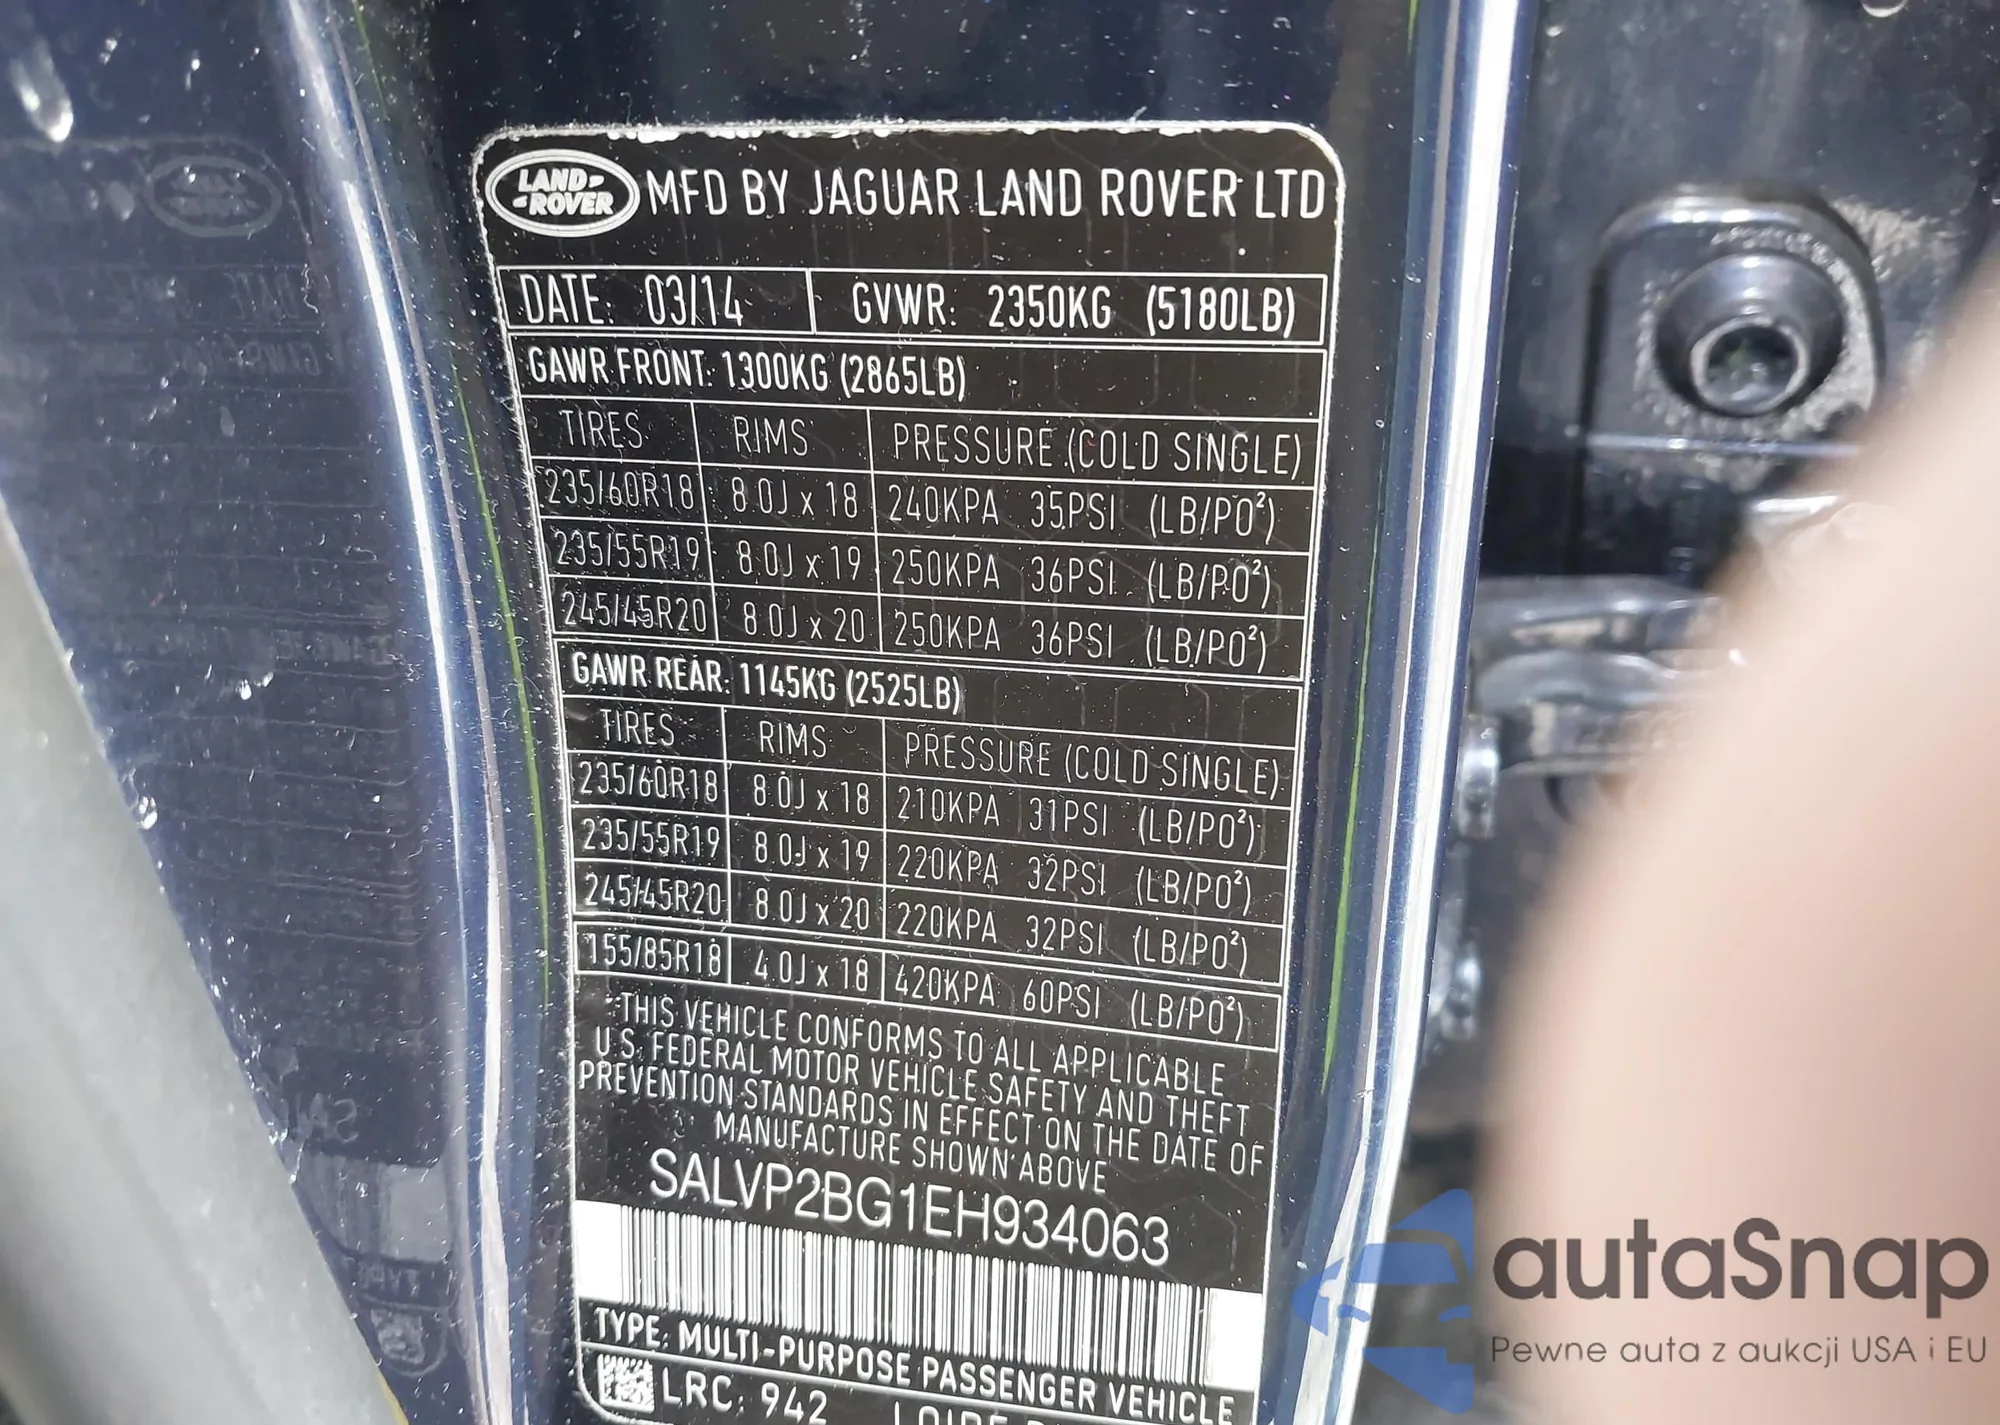 LAND-
-ROVER
MFD BY JAGUAR LAND ROVER LTD
DATE: 03/14 GVWR: 2350KG (5180LB)
GAWR FRONT: 1300KG (2865LB)
TIRES RIMS PRESSURE (COLD SINGLE)
235/60R18 8.0J x 18 240KPA 35PSI (LB/PO²)
235/55R19 8.0J x 19 250KPA 36PSI (LB/PO²)
245/45R20 8.0J x 20 250KPA 36PSI (LB/PO²)
GAWR REAR: 1145KG (2525LB)
TIRES RIMS PRESSURE (COLD SINGLE)
235/60R18 8.0J x 18 210KPA 31PSI (LB/PO²)
235/55R19 8.0J x 19 220KPA 32PSI (LB/PO²)
245/45R20 8.0J x 20 220KPA 32PSI (LB/PO²)
155/85R18 4.0J x 18 420KPA 60PSI (LB/PO²)
THIS VEHICLE CONFORMS TO ALL APPLICABLE
U.S. FEDERAL MOTOR VEHICLE SAFETY AND THEFT
PREVENTION STANDARDS IN EFFECT ON THE DATE OF
MANUFACTURE SHOWN ABOVE
SALVP2BG1EH934063
TYPE: MULTI-PURPOSE PASSENGER VEHICLE
LRC: 942 LOIRE
autaSnap
Pewne auta z aukcji USA i EU